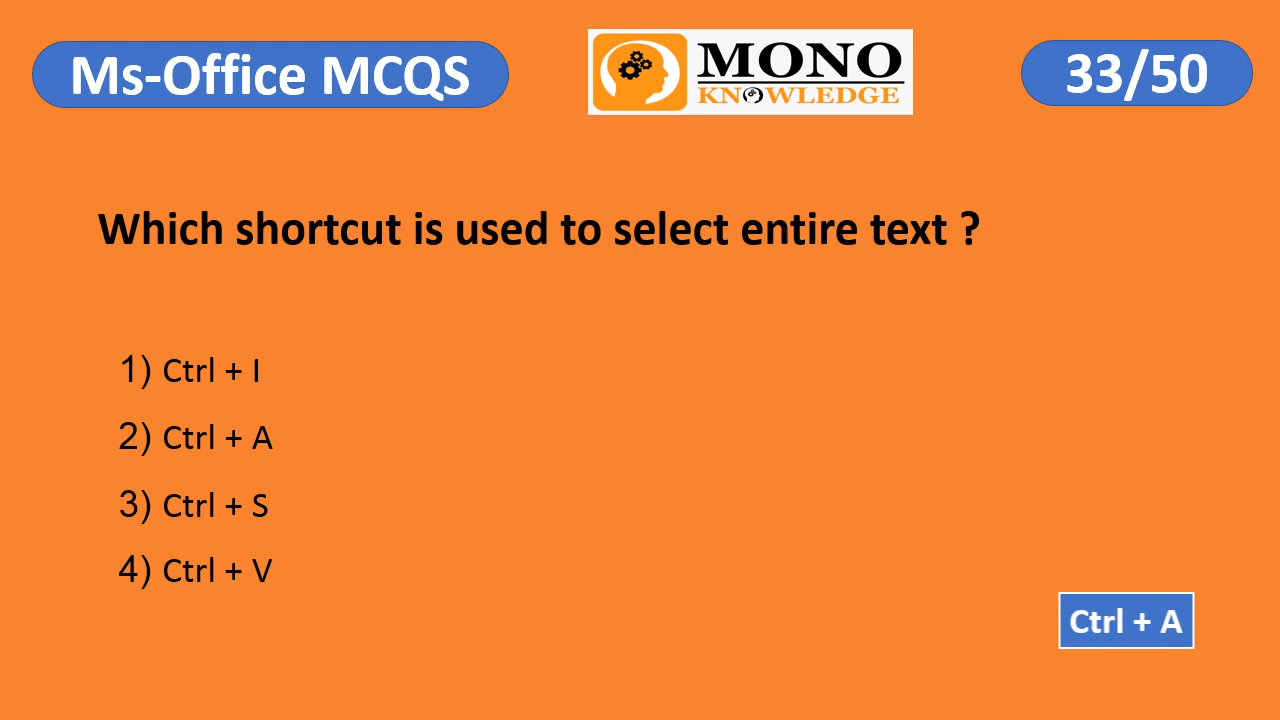 Ms-Office MCQS
MONO
KNOWLEDGE
33/50
Which shortcut is used to select entire text ?
1) Ctrl + I
2) Ctrl + A
3) Ctrl + S
4) Ctrl + V
Ctrl + A